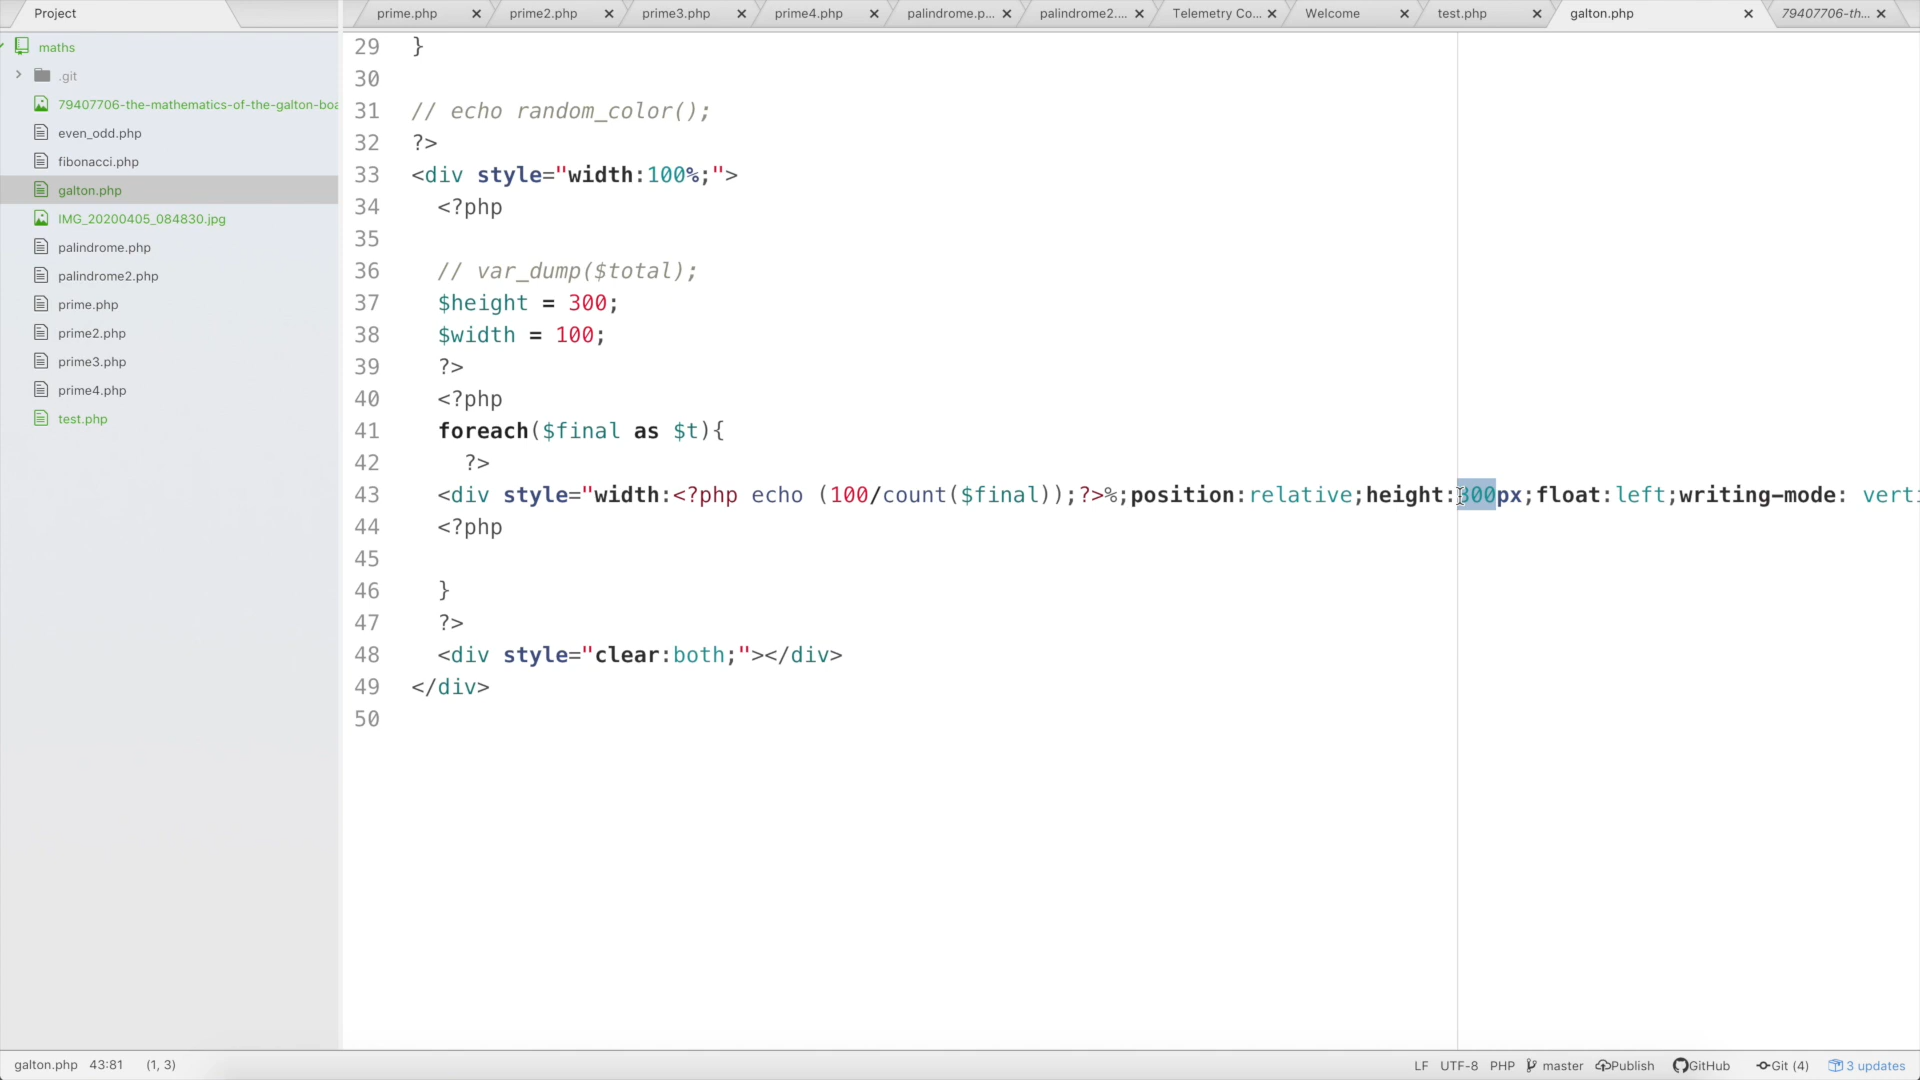 Project
prime.php
prime2.php
prime3.php
prime4.php
palindrome.p...
palindrome2....
Telemetry Co...
Welcome
test.php
galton.php
79407706-th...
maths
.git
79407706-the-mathematics-of-the-galton-boa
even_odd.php
fibonacci.php
galton.php
IMG_20200405_084830.jpg
palindrome.php
palindrome2.php
prime.php
prime2.php
prime3.php
prime4.php
test.php
29 }
30
31 // echo random_color();
32 ?>
33 <div style="width:100%;">
34 <?php
35
36 // var_dump($total);
37 $height = 300;
38 $width = 100;
39 ?>
40 <?php
41 foreach($final as $t){
42 ?>
43 <div style="width:<?php echo (100/count($final));?>%;position:relative;height:300px;float:left;writing-mode: verti
44 <?php
45
46 }
47 ?>
48 <div style="clear:both;"></div>
49 </div>
50
galton.php 43:81 (1, 3)
LF UTF-8 PHP master Publish GitHub Git (4) 3 updates